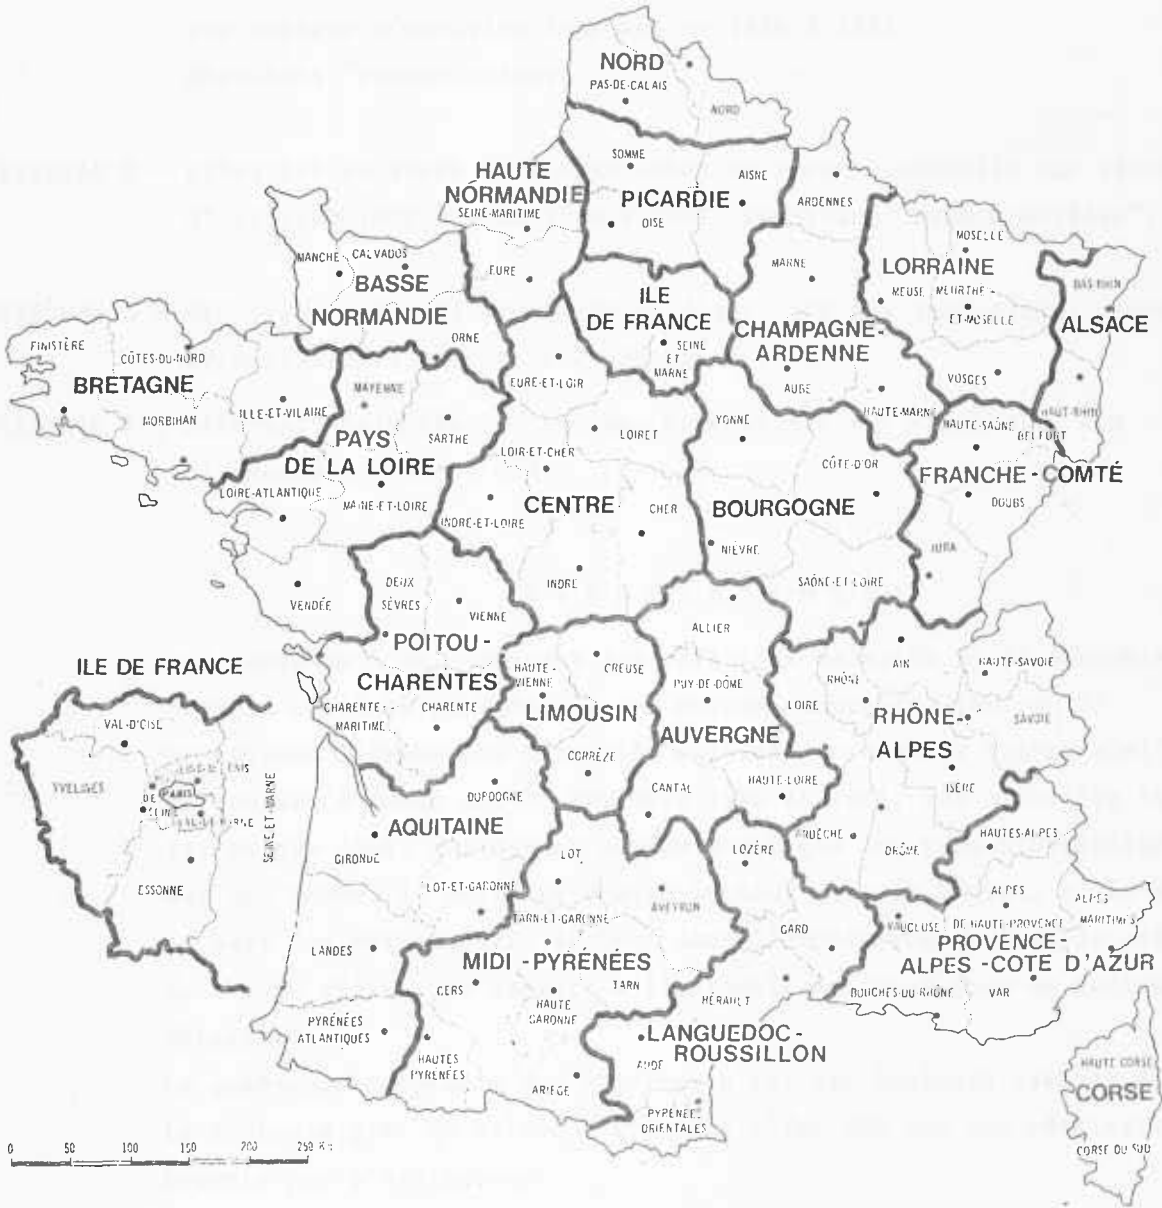 NORD
PAS-DE-CALAIS
NORD
SOMME
AISNE
PICARDIE
OISE
HAUTE
NORMANDIE
SEINE-MARITIME
EURE
ARDENNES
MARNE
CHAMPAGNE-
ARDENNE
AUBE
HAUTE-MARNE
MOSELLE
LORRAINE
MEUSE
MEURTHE-
ET-MOSELLE
VOSGES
BAS-RHIN
ALSACE
HAUT-RHIN
MANCHE
CALVADOS
BASSE
NORMANDIE
ORNE
ILE
DE FRANCE
SEINE
ET
MARNE
FINISTÈRE
CÔTES-DU-NORD
BRETAGNE
MORBIHAN
ILLE-ET-VILAINE
MAYENNE
SARTHE
PAYS
DE LA LOIRE
LOIRE-ATLANTIQUE
MAINE-ET-LOIRE
VENDÉE
EURE-ET-LOIR
LOIRET
LOIR-ET-CHER
CENTRE
CHER
INDRE-ET-LOIRE
INDRE
YONNE
CÔTE-D'OR
BOURGOGNE
NIÈVRE
SAÔNE-ET-LOIRE
HAUTE-SAÔNE
BELFORT
FRANCHE-COMTÉ
DOUBS
JURA
DEUX
SÈVRES
VIENNE
POITOU-
CHARENTES
CHARENTE-
MARITIME
CHARENTE
HAUTE-
VIENNE
CREUSE
LIMOUSIN
CORRÈZE
ALLIER
PUY-DE-DÔME
AUVERGNE
CANTAL
HAUTE-LOIRE
AIN
HAUTE-SAVOIE
RHÔNE
LOIRE
SAVOIE
RHÔNE-
ALPES
ISÈRE
ARDÈCHE
DRÔME
ILE DE FRANCE
VAL-D'OISE
YVELINES
PARIS
DE
SEINE
ESSONNE
SEINE-ET-MARNE
DORDOGNE
AQUITAINE
GIRONDE
LOT-ET-GARONNE
LANDES
PYRÉNÉES
ATLANTIQUES
LOT
AVEYRON
TARN-ET-GARONNE
MIDI-PYRÉNÉES
GERS
TARN
HAUTE
GARONNE
HAUTES
PYRÉNÉES
ARIÈGE
LOZÈRE
GARD
HÉRAULT
LANGUEDOC-
ROUSSILLON
AUDE
PYRÉNÉE
ORIENTALES
HAUTES-ALPES
ALPES
DE HAUTE-PROVENCE
ALPES
MARITIMES
VAUCLUSE
PROVENCE-
ALPES-COTE D'AZUR
BOUCHES-DU-RHÔNE
VAR
HAUTE CORSE
CORSE
CORSE DU SUD
0 50 100 150 200 250